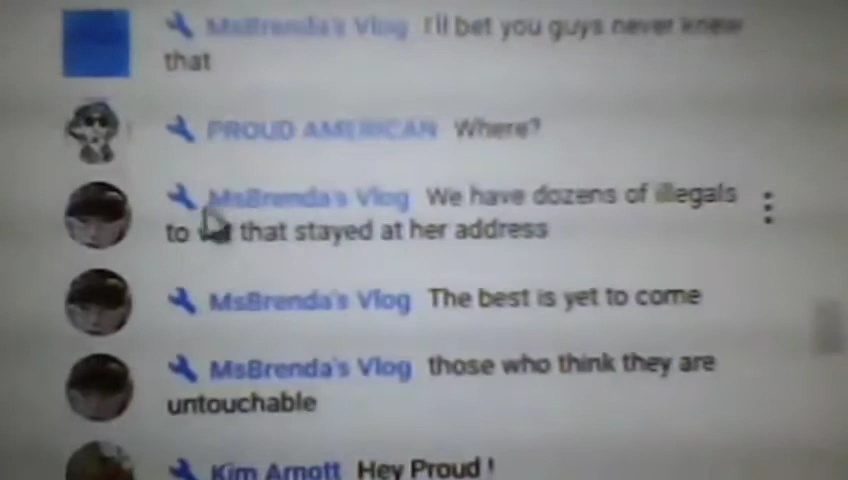 MsBrenda's Vlog I'll bet you guys never knew
that
PROUD AMERICAN Where?
MsBrenda's Vlog We have dozens of illegals
to that stayed at her address
MsBrenda's Vlog The best is yet to come
MsBrenda's Vlog those who think they are
untouchable
Kim Arnott Hey Proud !